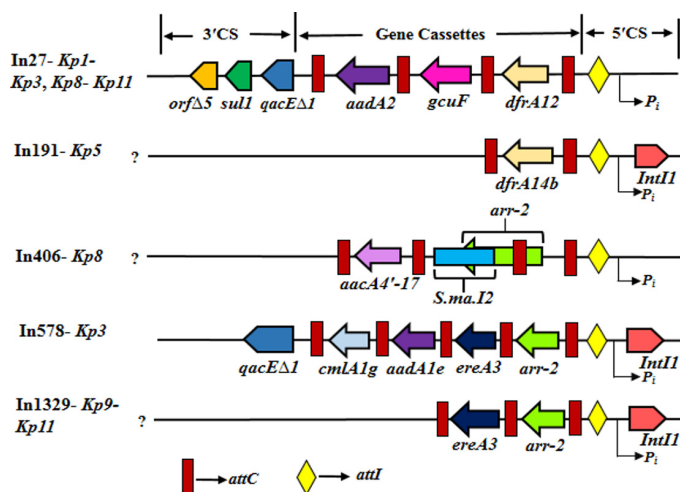 3'CS Gene Cassettes 5'CS
In27- Kp1-
Kp3, Kp8- Kp11
orfΔ5 sul1 qacEΔ1 aadA2 gcuF dfrA12 Pi
In191- Kp5 ? dfrA14b IntI1
Pi
arr-2
In406- Kp8 ?
aacA4'-17 Pi
S.ma.I2
In578- Kp3
qacEΔ1 cmlA1g aadA1e ereA3 arr-2 IntI1
Pi
In1329- Kp9-
Kp11 ?
ereA3 arr-2 IntI1
Pi
attC attI